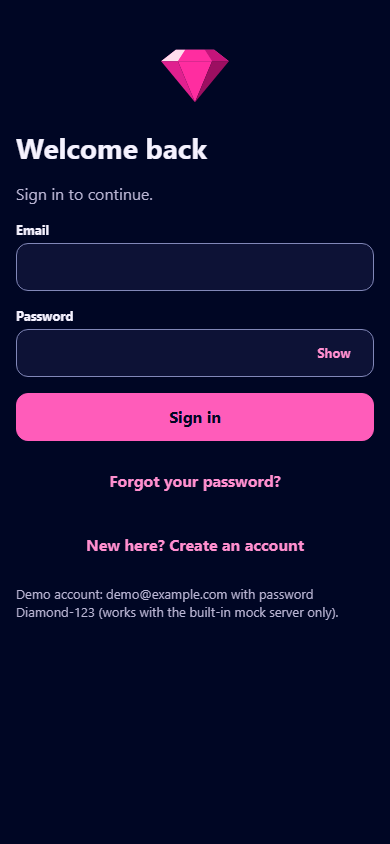 Welcome back
Sign in to continue.
Email
Password
Show
Sign in
Forgot your password?
New here? Create an account
Demo account: demo@example.com with password
Diamond-123 (works with the built-in mock server only).